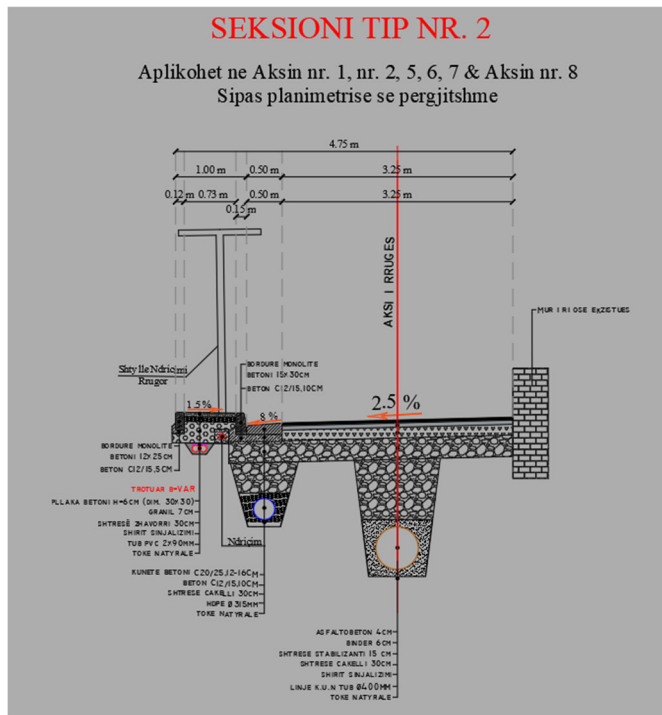 SEKSIONI TIP NR. 2
Aplikohet ne Aksin nr. 1, nr. 2, 5, 6, 7 & Aksin nr. 8
Sipas planimetrise se pergjitshme
4.75 m
1.00 m 0.50 m 3.25 m
0.12 m 0.73 m 0.50 m 3.25 m
0.15 m
AKSI I RRUGES
MUR I RI OSE EXZISTUES
Shtylle Ndricimi
Rrugor
BORDURE MONOLITE
BETONI 15X30CM
BETON C12/15,10CM
1.5%
8 %
2.5 %
BORDURE MONOLITE
BETONI 12X25CM
BETON C12/15,5CM
TROTUAR B=VAR
PLLAKA BETONI H=6CM (DIM. 30X30)
GRANIL 7CM
SHTRESË ZHAVORRI 30CM
SHIRIT SINJALIZIMI
TUB PVC 2X90MM
TOKE NATYRALE
Ndriçim
KUNETE BETONI C20/25,12-16CM
BETON C12/15,10CM
SHTRESE CAKELLI 30CM
HDPE Ø315MM
TOKE NATYRALE
ASFALTOBETON 4CM
BINDER 6CM
SHTRESE STABILIZANTI 15 CM
SHTRESE CAKELLI 30CM
SHIRIT SINJALIZIMI
LINJE K.U.N TUB Ø400MM
TOKE NATYRALE